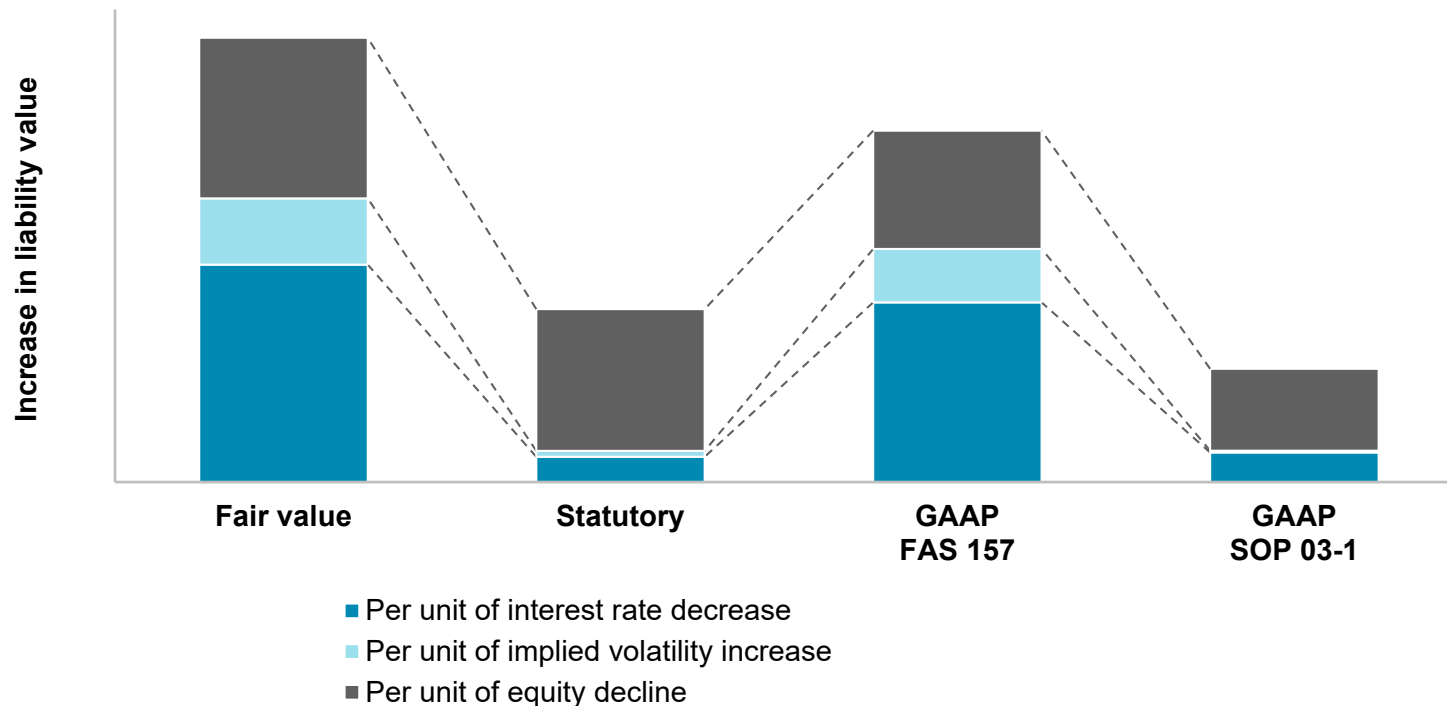 Increase in liability value
Fair value
Statutory
GAAP
FAS 157
GAAP
SOP 03-1
Per unit of interest rate decrease
Per unit of implied volatility increase
Per unit of equity decline